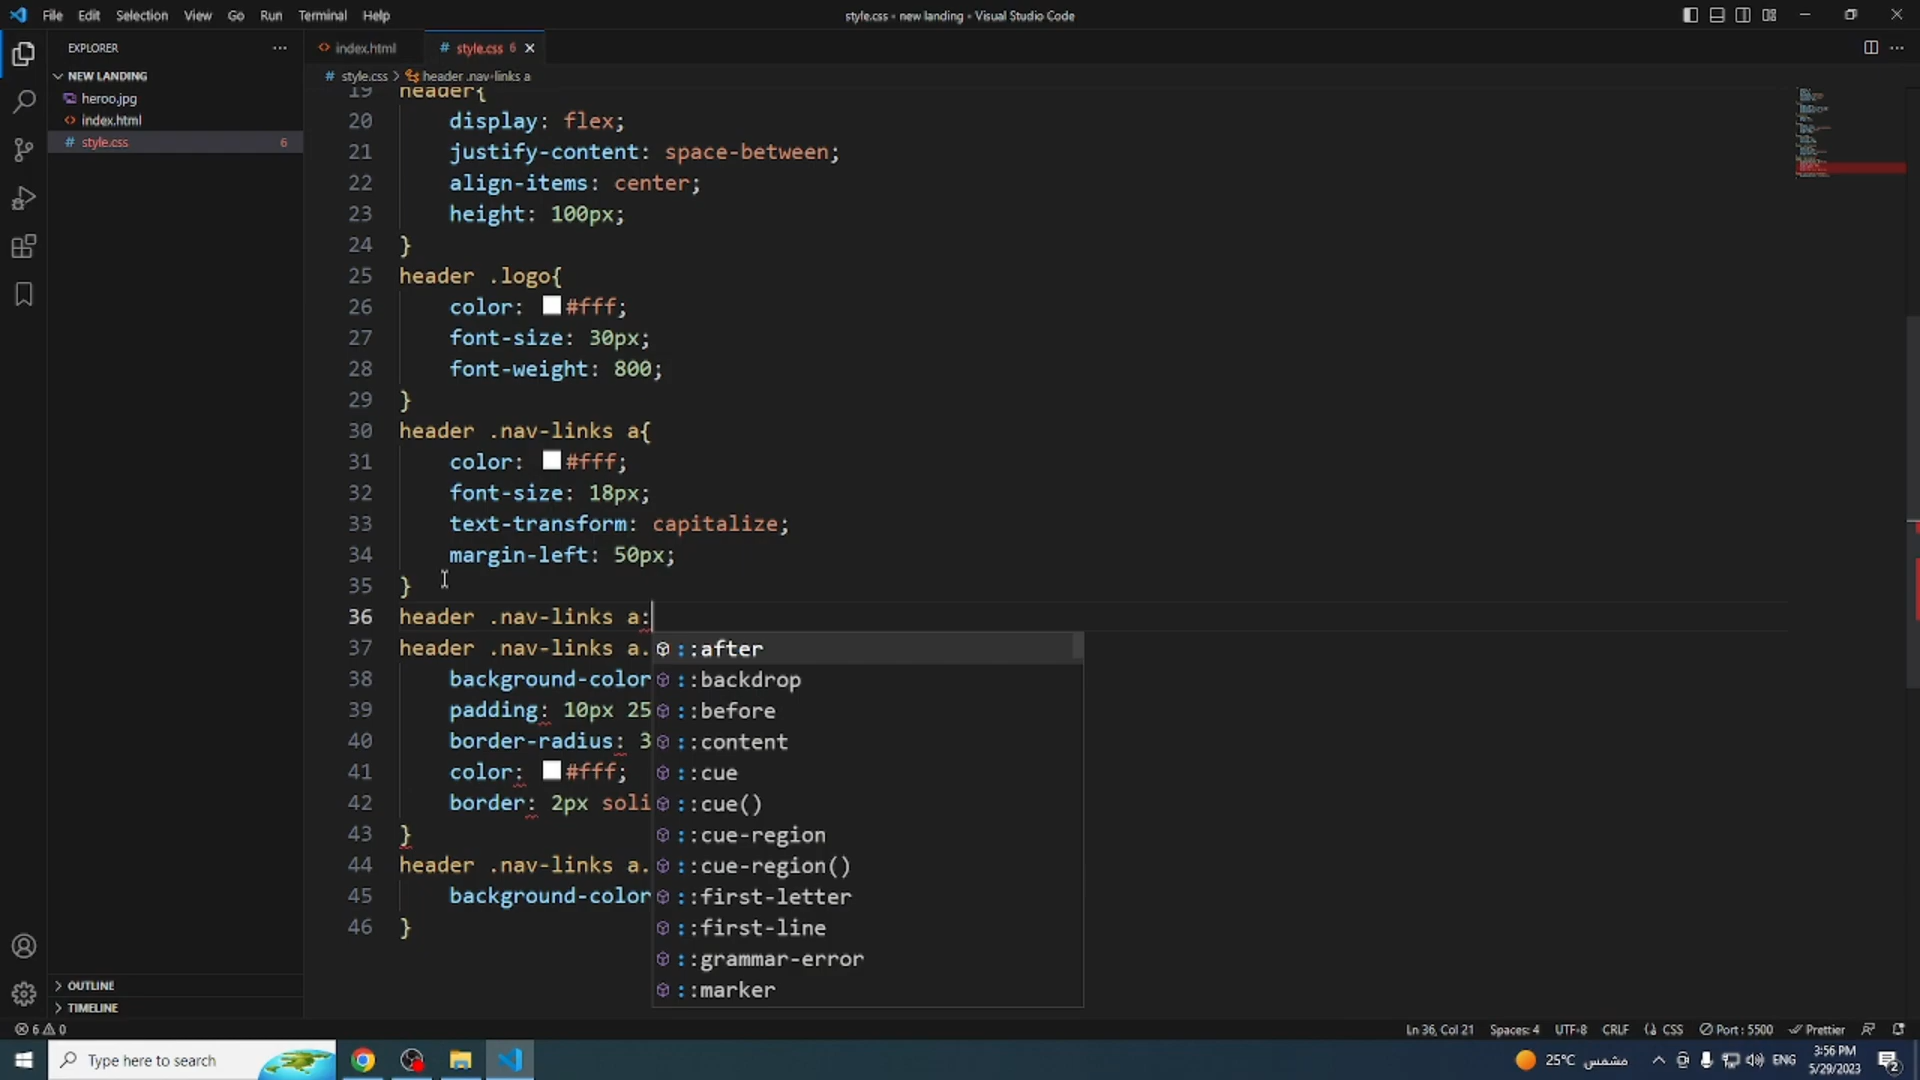 File Edit Selection View Go Run Terminal Help
style.css - new landing - Visual Studio Code
EXPLORER
NEW LANDING
heroo.jpg
index.html
style.css 6
OUTLINE
TIMELINE
index.html
style.css 6
style.css > header .nav-links a
19 header{
20 display: flex;
21 justify-content: space-between;
22 align-items: center;
23 height: 100px;
24 }
25 header .logo{
26 color: #fff;
27 font-size: 30px;
28 font-weight: 800;
29 }
30 header .nav-links a{
31 color: #fff;
32 font-size: 18px;
33 text-transform: capitalize;
34 margin-left: 50px;
35 }
36 header .nav-links a:
37 header .nav-links a.
38 background-color
39 padding: 10px 25
40 border-radius: 3
41 color: #fff;
42 border: 2px soli
43 }
44 header .nav-links a.
45 background-color
46 }
::after
::backdrop
::before
::content
::cue
::cue()
::cue-region
::cue-region()
::first-letter
::first-line
::grammar-error
::marker
6 0
Ln 36, Col 21 Spaces: 4 UTF-8 CRLF CSS Port : 5500 Prettier
Type here to search
25°C مشمس
ENG
3:56 PM
5/29/2023
2